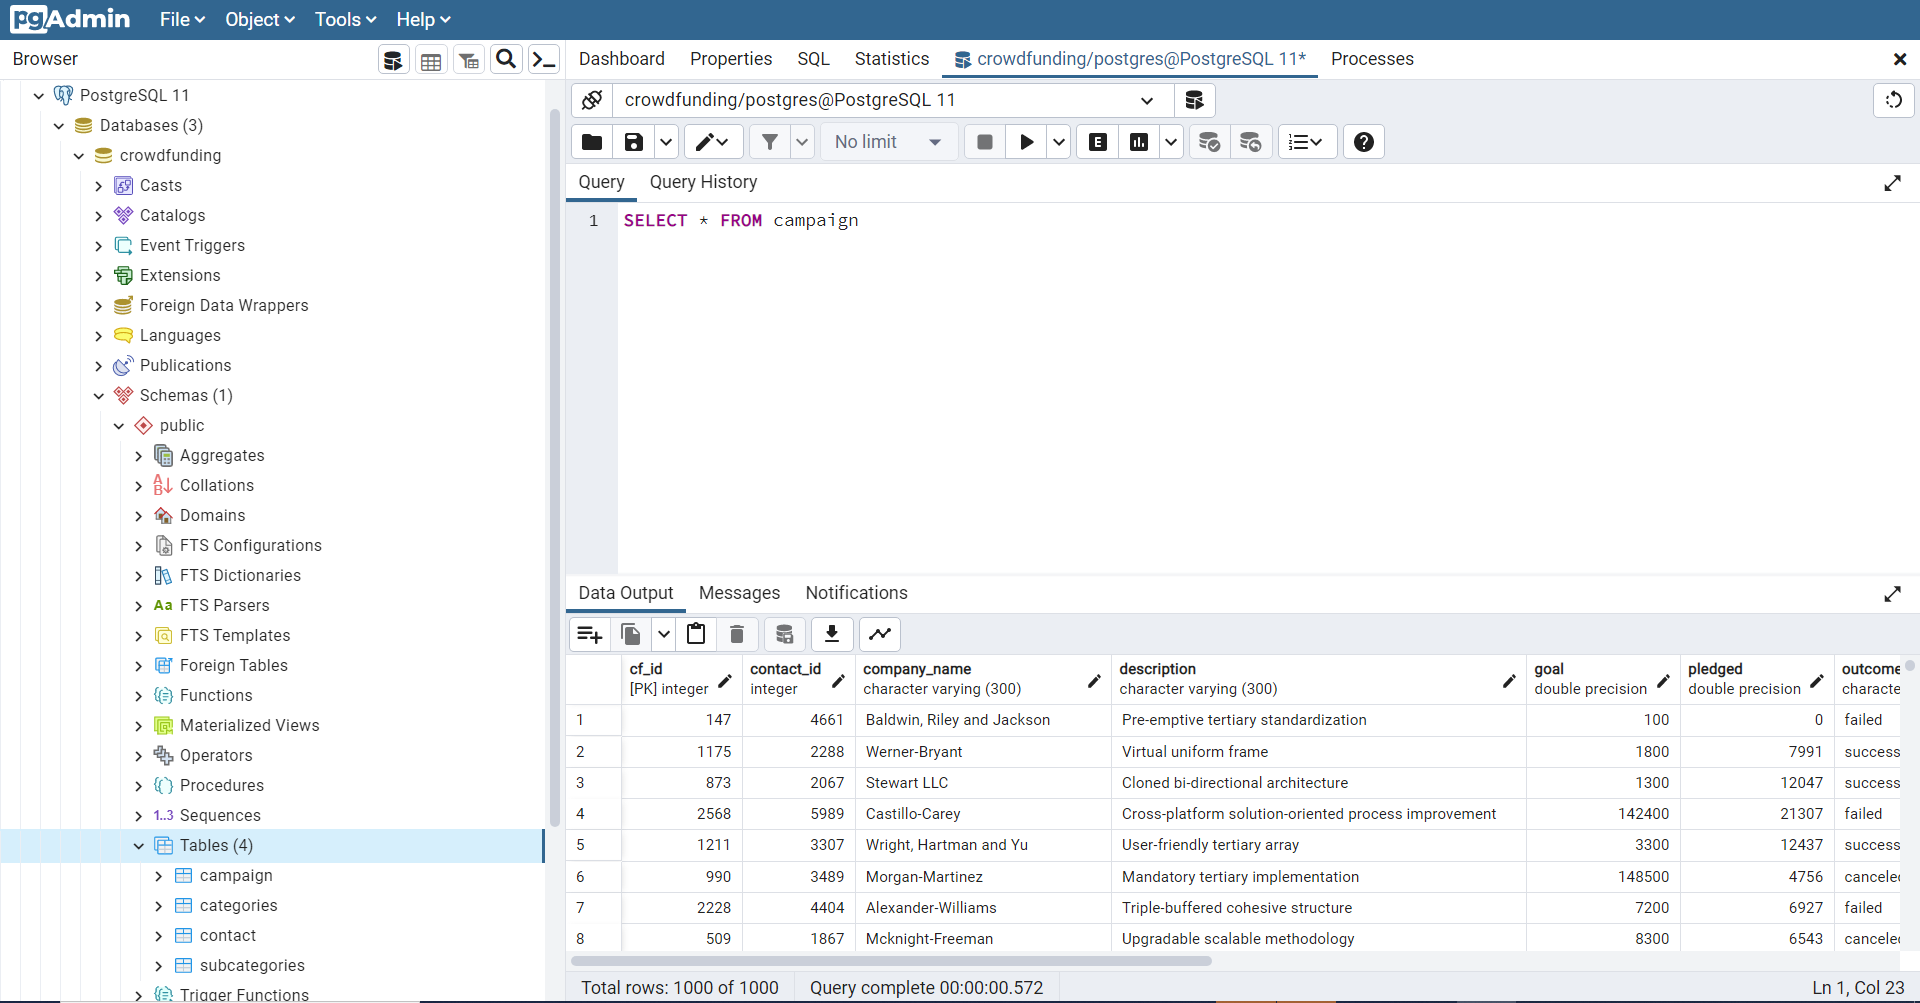 pgAdmin File Object Tools Help
Browser
Dashboard Properties SQL Statistics crowdfunding/postgres@PostgreSQL 11* Processes
PostgreSQL 11
Databases (3)
crowdfunding
Casts
Catalogs
Event Triggers
Extensions
Foreign Data Wrappers
Languages
Publications
Schemas (1)
public
Aggregates
Collations
Domains
FTS Configurations
FTS Dictionaries
Aa FTS Parsers
FTS Templates
Foreign Tables
Functions
Materialized Views
Operators
Procedures
1..3 Sequences
Tables (4)
campaign
categories
contact
subcategories
Trigger Functions
crowdfunding/postgres@PostgreSQL 11
No limit E
Query Query History
1 SELECT * FROM campaign
Data Output Messages Notifications
cf_id contact_id company_name description goal pledged outcome
[PK] integer integer character varying (300) character varying (300) double precision double precision characte
1 147 4661 Baldwin, Riley and Jackson Pre-emptive tertiary standardization 100 0 failed
2 1175 2288 Werner-Bryant Virtual uniform frame 1800 7991 success
3 873 2067 Stewart LLC Cloned bi-directional architecture 1300 12047 success
4 2568 5989 Castillo-Carey Cross-platform solution-oriented process improvement 142400 21307 failed
5 1211 3307 Wright, Hartman and Yu User-friendly tertiary array 3300 12437 success
6 990 3489 Morgan-Martinez Mandatory tertiary implementation 148500 4756 canceled
7 2228 4404 Alexander-Williams Triple-buffered cohesive structure 7200 6927 failed
8 509 1867 Mcknight-Freeman Upgradable scalable methodology 8300 6543 canceled
Total rows: 1000 of 1000 Query complete 00:00:00.572 Ln 1, Col 23